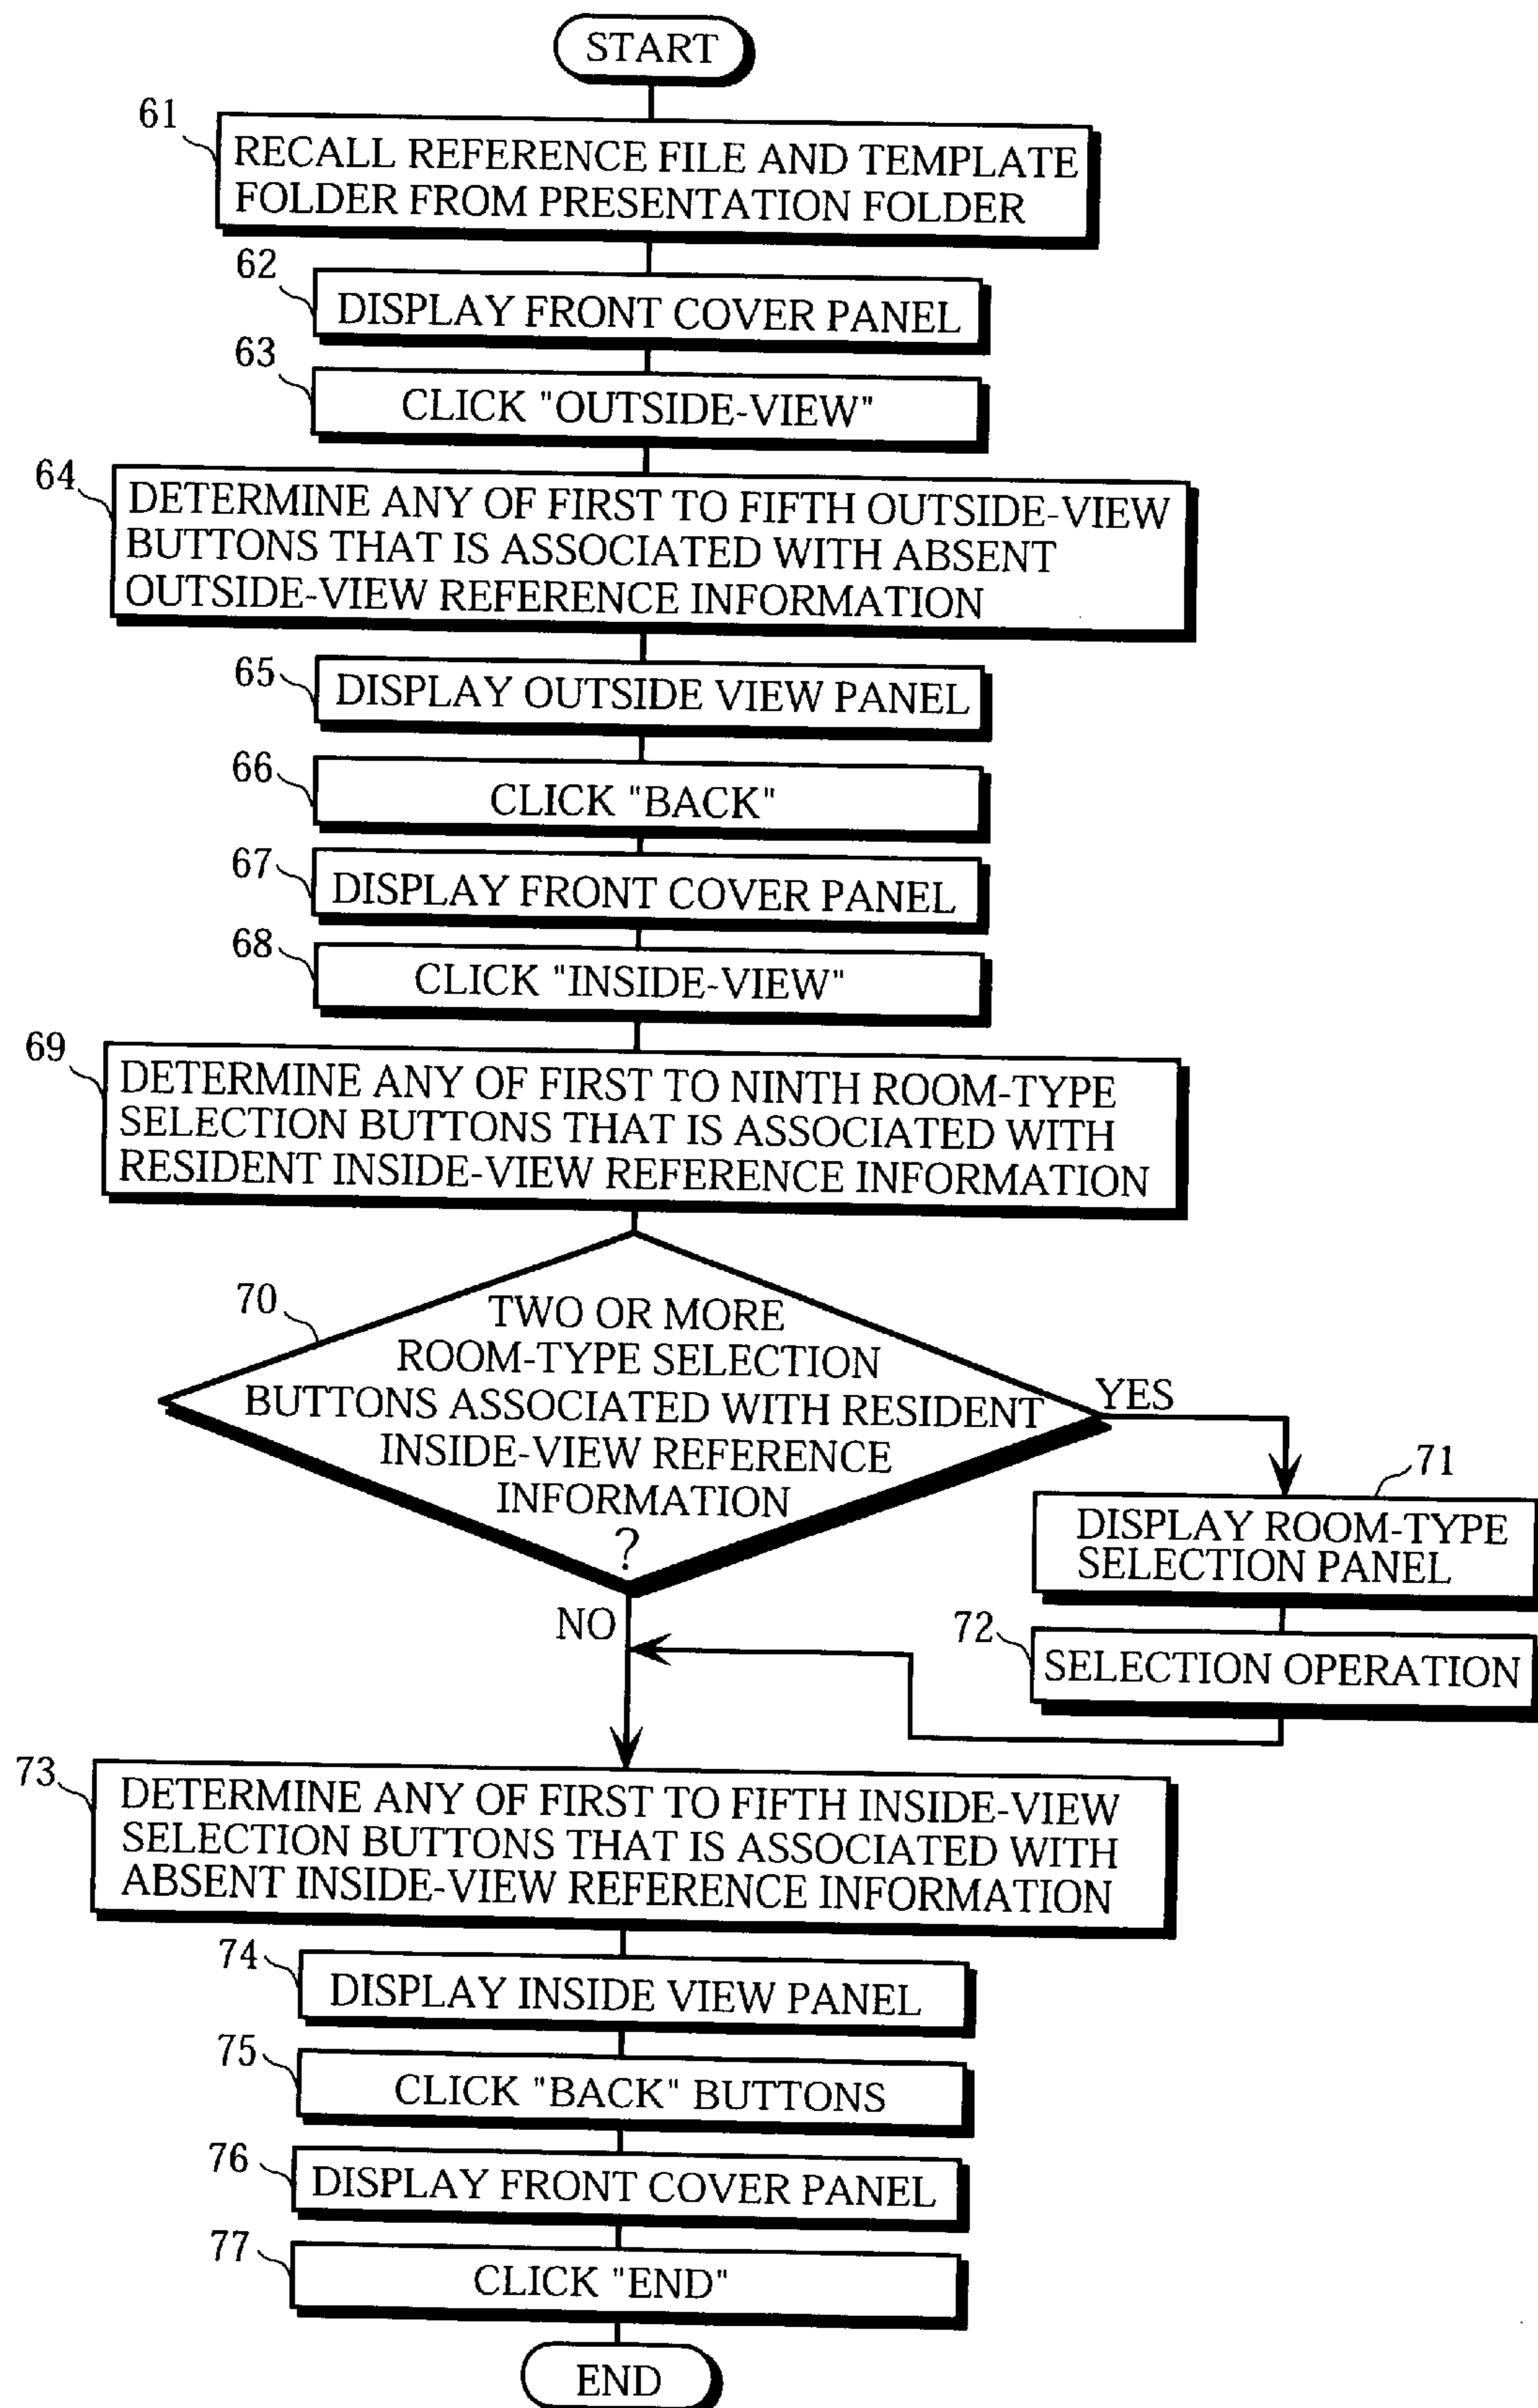 START
61
RECALL REFERENCE FILE AND TEMPLATE
FOLDER FROM PRESENTATION FOLDER
62
DISPLAY FRONT COVER PANEL
63
CLICK "OUTSIDE-VIEW"
64
DETERMINE ANY OF FIRST TO FIFTH OUTSIDE-VIEW
BUTTONS THAT IS ASSOCIATED WITH ABSENT
OUTSIDE-VIEW REFERENCE INFORMATION
65
DISPLAY OUTSIDE VIEW PANEL
66
CLICK "BACK"
67
DISPLAY FRONT COVER PANEL
68
CLICK "INSIDE-VIEW"
69
DETERMINE ANY OF FIRST TO NINTH ROOM-TYPE
SELECTION BUTTONS THAT IS ASSOCIATED WITH
RESIDENT INSIDE-VIEW REFERENCE INFORMATION
70
TWO OR MORE
ROOM-TYPE SELECTION
BUTTONS ASSOCIATED WITH RESIDENT
INSIDE-VIEW REFERENCE
INFORMATION
?
YES
71
DISPLAY ROOM-TYPE
SELECTION PANEL
72
SELECTION OPERATION
NO
73
DETERMINE ANY OF FIRST TO FIFTH INSIDE-VIEW
SELECTION BUTTONS THAT IS ASSOCIATED WITH
ABSENT INSIDE-VIEW REFERENCE INFORMATION
74
DISPLAY INSIDE VIEW PANEL
75
CLICK "BACK" BUTTONS
76
DISPLAY FRONT COVER PANEL
77
CLICK "END"
END